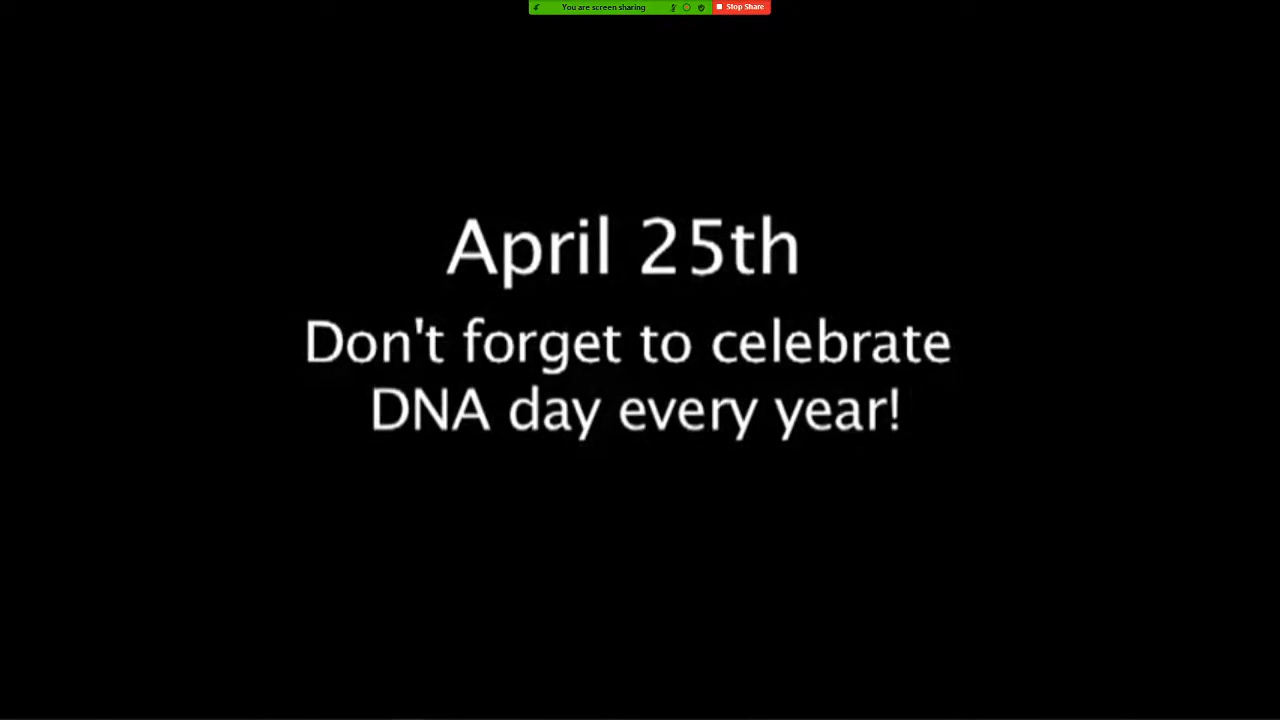 You are screen sharing
Stop Share
April 25th
Don't forget to celebrate
DNA day every year!